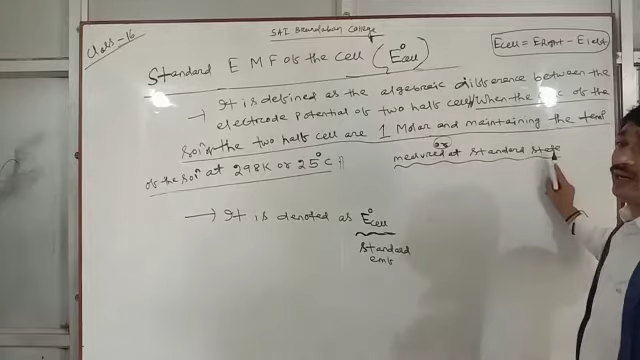 SAI Brundaban College
Class-16
Ecell = ERight - Eleft
Standard EMF of the cell (E°cell)
→ It is defined as the algebraic difference between the
electrode potential of two half cell/When the of the
solⁿ of the two half cell are 1 Molar and maintaining the temp
of the solⁿ at 298K or 25°C
or
measured at standard state
→ It is denoted as E°cell
Standard
emf